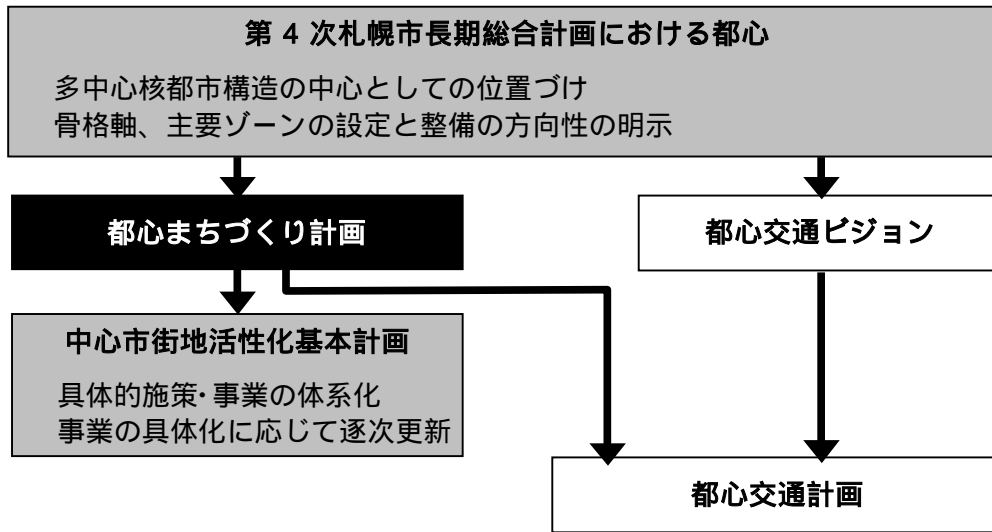 第 4 次札幌市長期総合計画における都心
多中心核都市構造の中心としての位置づけ
骨格軸、主要ゾーンの設定と整備の方向性の明示
都心まちづくり計画
都心交通ビジョン
中心市街地活性化基本計画
具体的施策・事業の体系化
事業の具体化に応じて逐次更新
都心交通計画